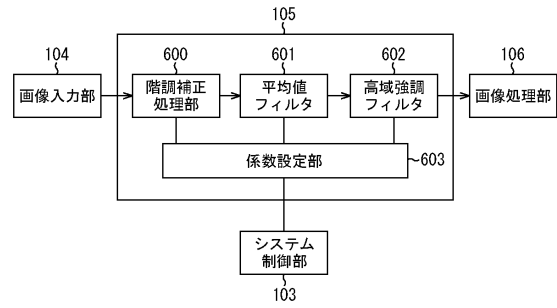 105
104
600
601
602
106
画像入力部
階調補正
処理部
平均値
フィルタ
高域強調
フィルタ
画像処理部
係数設定部
603
システム
制御部
103